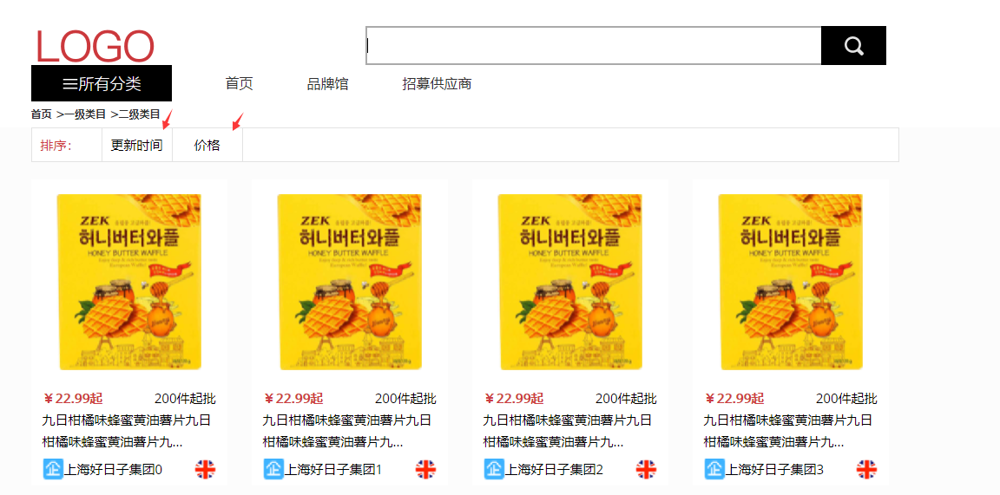 LOGO
所有分类 首页 品牌馆 招募供应商
首页 >一级类目 >二级类目
排序： 更新时间 价格
ZEK
허니버터와플
HONEY BUTTER WAFFLE
ZEK
허니버터와플
HONEY BUTTER WAFFLE
ZEK
허니버터와플
HONEY BUTTER WAFFLE
ZEK
허니버터와플
HONEY BUTTER WAFFLE
￥22.99起 200件起批
九日柑橘味蜂蜜黄油薯片九日
柑橘味蜂蜜黄油薯片九...
企 上海好日子集团0
￥22.99起 200件起批
九日柑橘味蜂蜜黄油薯片九日
柑橘味蜂蜜黄油薯片九...
企 上海好日子集团1
￥22.99起 200件起批
九日柑橘味蜂蜜黄油薯片九日
柑橘味蜂蜜黄油薯片九...
企 上海好日子集团2
￥22.99起 200件起批
九日柑橘味蜂蜜黄油薯片九日
柑橘味蜂蜜黄油薯片九...
企 上海好日子集团3